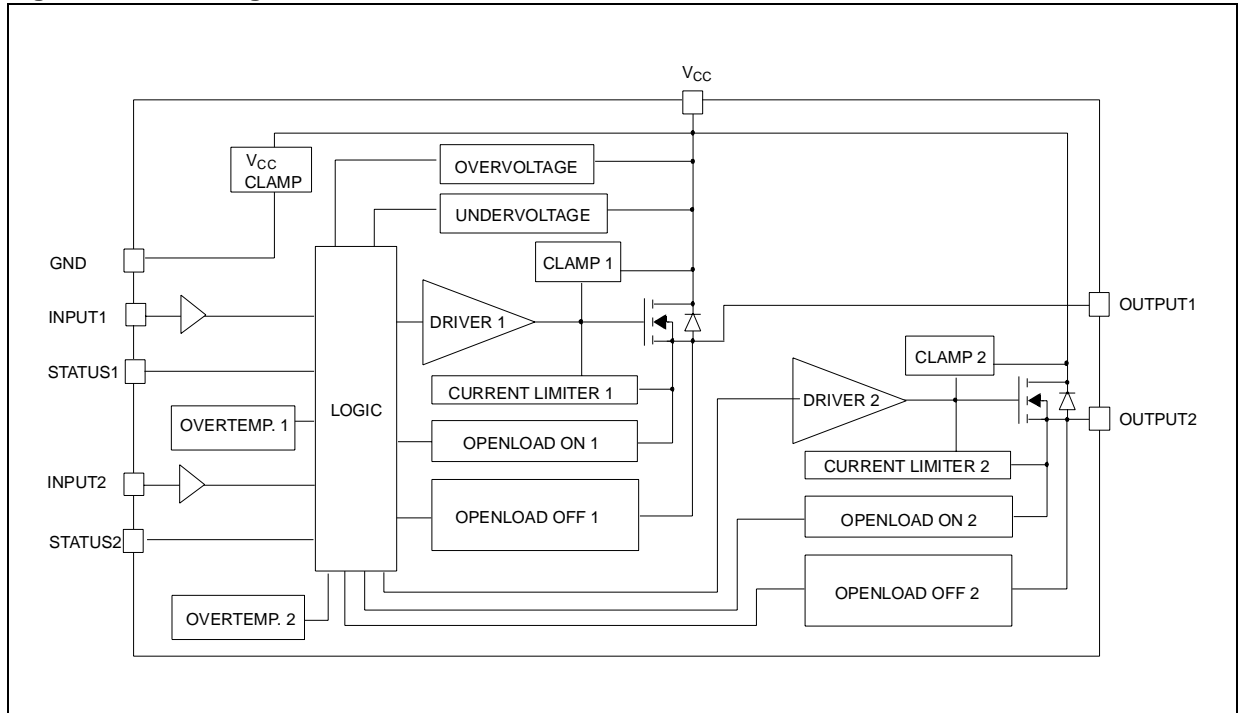 VCC
VCC
CLAMP
OVERVOLTAGE
UNDERVOLTAGE
GND
CLAMP 1
INPUT1
DRIVER 1
OUTPUT1
STATUS1
CURRENT LIMITER 1
CLAMP 2
LOGIC
DRIVER 2
OVERTEMP. 1
OPENLOAD ON 1
OUTPUT2
INPUT2
CURRENT LIMITER 2
OPENLOAD OFF 1
OPENLOAD ON 2
STATUS2
OPENLOAD OFF 2
OVERTEMP. 2